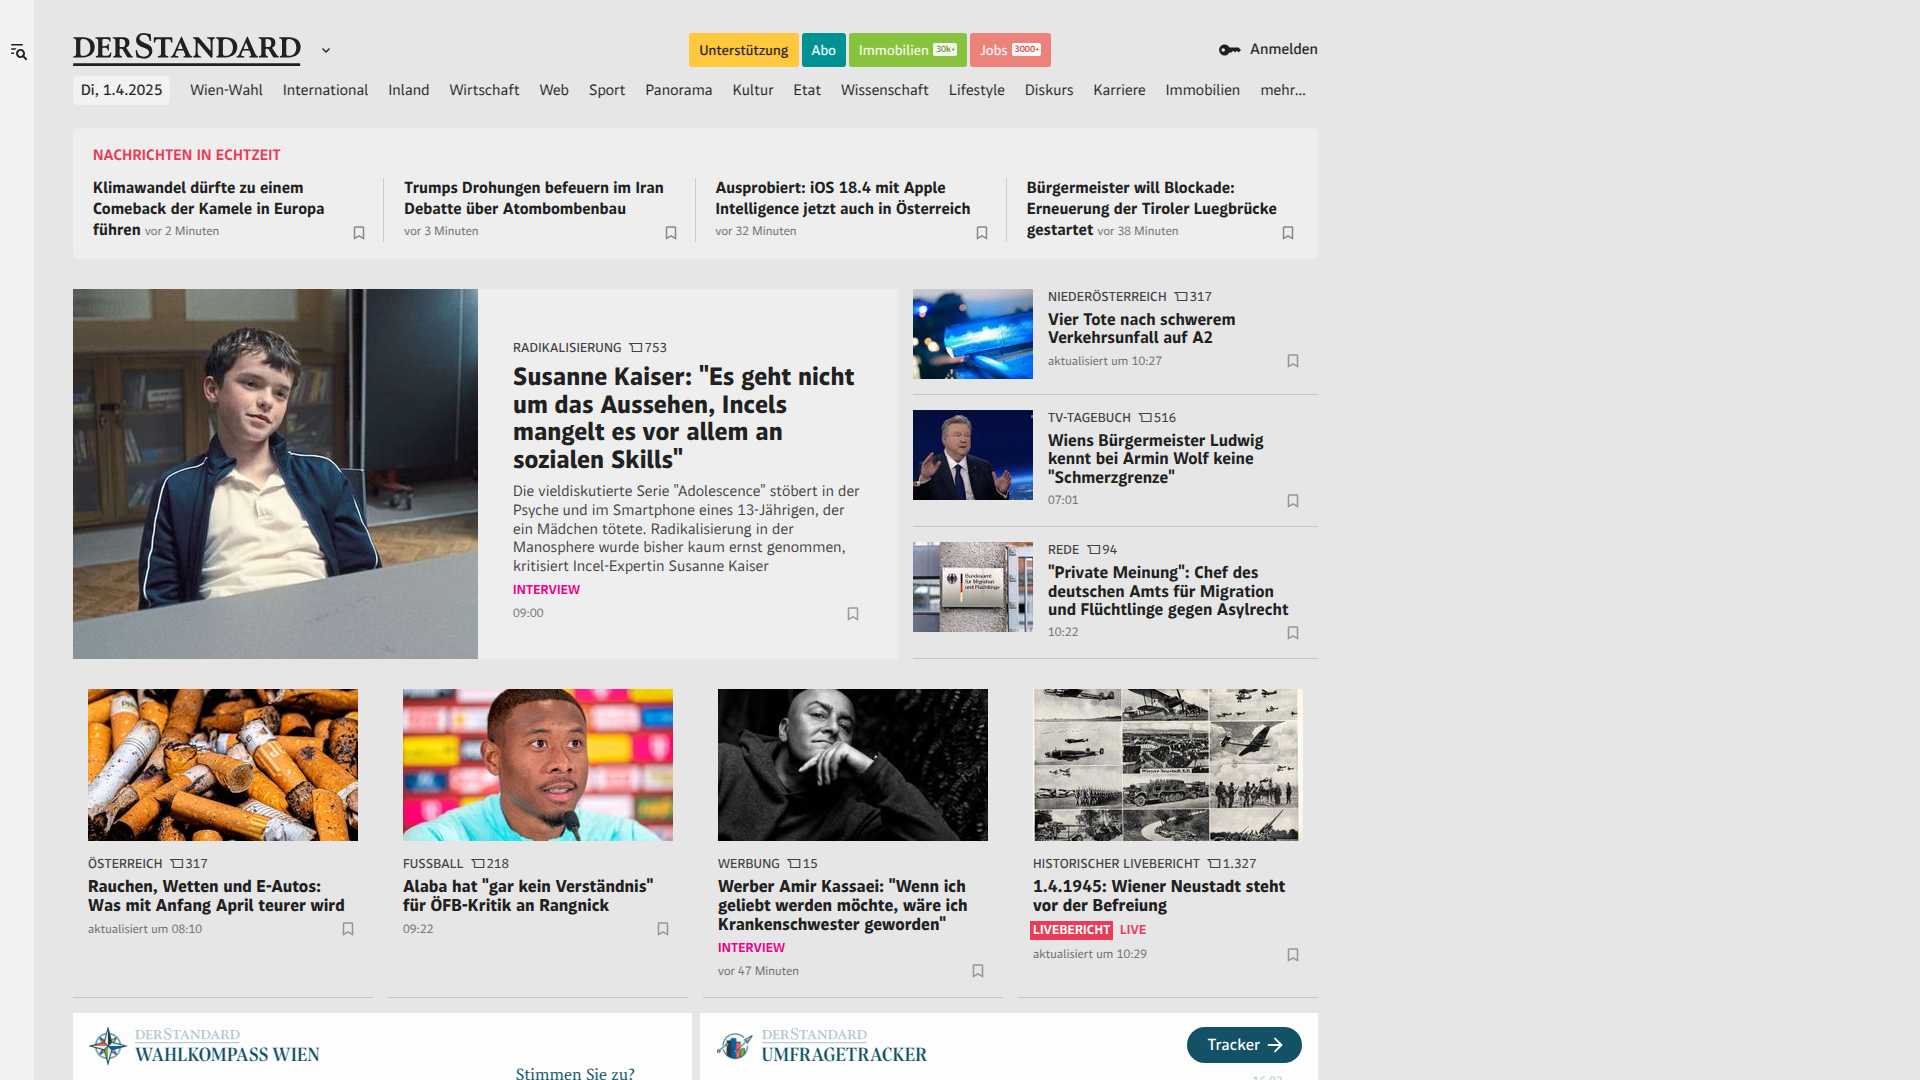 DERSTANDARD
Unterstützung
Abo
Immobilien 30k+
Jobs 3000+
Anmelden
Di, 1.4.2025
Wien-Wahl
International
Inland
Wirtschaft
Web
Sport
Panorama
Kultur
Etat
Wissenschaft
Lifestyle
Diskurs
Karriere
Immobilien
mehr...
NACHRICHTEN IN ECHTZEIT
Klimawandel dürfte zu einem
Comeback der Kamele in Europa
führen vor 2 Minuten
Trumps Drohungen befeuern im Iran
Debatte über Atombombenbau
vor 3 Minuten
Ausprobiert: iOS 18.4 mit Apple
Intelligence jetzt auch in Österreich
vor 32 Minuten
Bürgermeister will Blockade:
Erneuerung der Tiroler Luegbrücke
gestartet vor 38 Minuten
RADIKALISIERUNG 753
Susanne Kaiser: "Es geht nicht
um das Aussehen, Incels
mangelt es vor allem an
sozialen Skills"
Die vieldiskutierte Serie "Adolescence" stöbert in der
Psyche und im Smartphone eines 13-Jährigen, der
ein Mädchen tötete. Radikalisierung in der
Manosphere wurde bisher kaum ernst genommen,
kritisiert Incel-Expertin Susanne Kaiser
INTERVIEW
09:00
NIEDERÖSTERREICH 317
Vier Tote nach schwerem
Verkehrsunfall auf A2
aktualisiert um 10:27
TV-TAGEBUCH 516
Wiens Bürgermeister Ludwig
kennt bei Armin Wolf keine
"Schmerzgrenze"
07:01
Bundesamt
für Migration
und Flüchtlinge
REDE 94
"Private Meinung": Chef des
deutschen Amts für Migration
und Flüchtlinge gegen Asylrecht
10:22
ÖSTERREICH 317
Rauchen, Wetten und E-Autos:
Was mit Anfang April teurer wird
aktualisiert um 08:10
FUSSBALL 218
Alaba hat "gar kein Verständnis"
für ÖFB-Kritik an Rangnick
09:22
WERBUNG 15
Werber Amir Kassaei: "Wenn ich
geliebt werden möchte, wäre ich
Krankenschwester geworden"
INTERVIEW
vor 47 Minuten
HISTORISCHER LIVEBERICHT 1.327
1.4.1945: Wiener Neustadt steht
vor der Befreiung
LIVEBERICHT LIVE
aktualisiert um 10:29
DERSTANDARD
WAHLKOMPASS WIEN
Stimmen Sie zu?
DERSTANDARD
UMFRAGETRACKER
Tracker